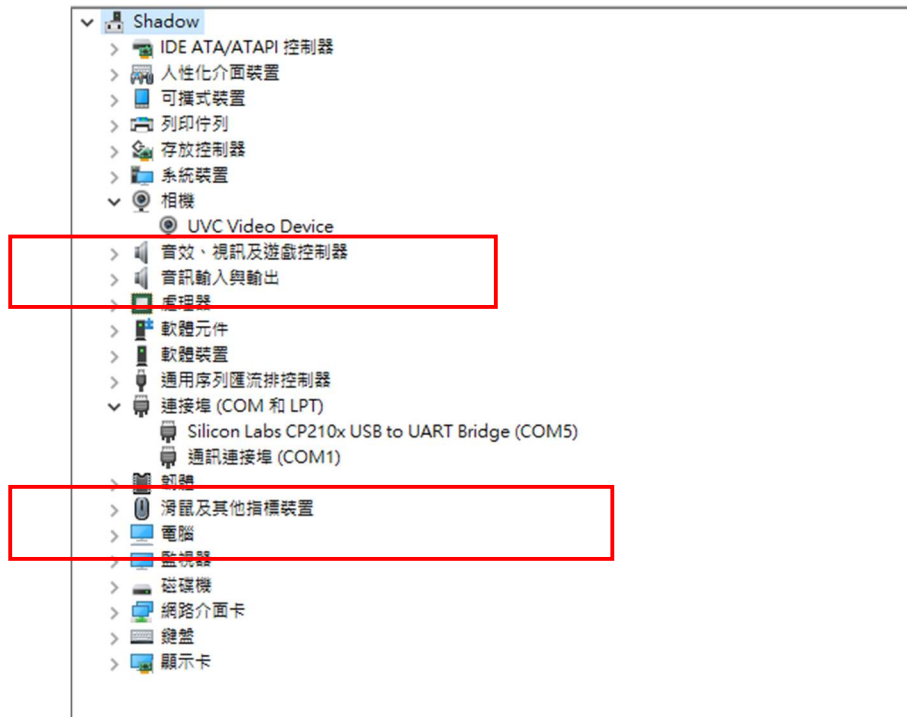 Shadow
IDE ATA/ATAPI 控制器
人性化介面裝置
可攜式裝置
列印佇列
存放控制器
系統裝置
相機
UVC Video Device
音效、視訊及遊戲控制器
音訊輸入與輸出
處理器
軟體元件
軟體裝置
通用序列匯流排控制器
連接埠 (COM 和 LPT)
Silicon Labs CP210x USB to UART Bridge (COM5)
通訊連接埠 (COM1)
韌體
滑鼠及其他指標裝置
電腦
監視器
磁碟機
網路介面卡
鍵盤
顯示卡